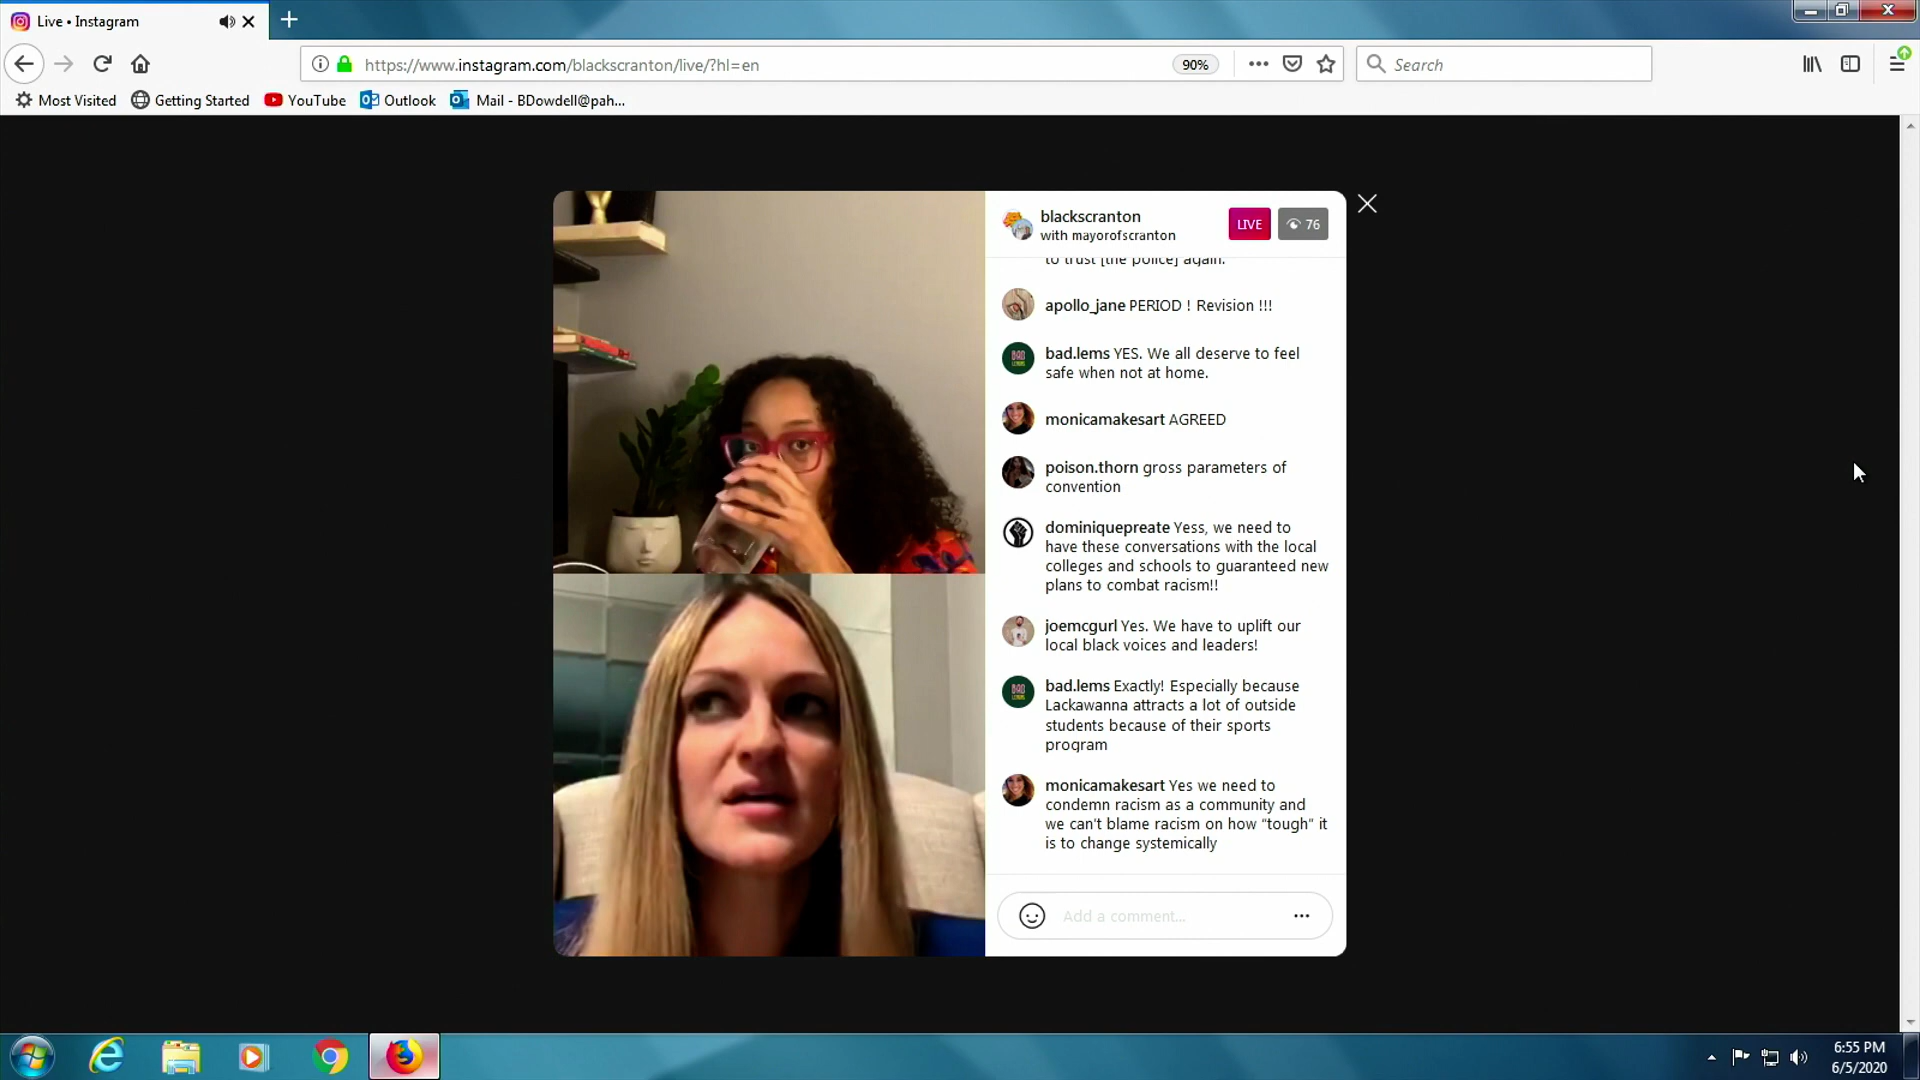 Live • Instagram
https://www.instagram.com/blackscranton/live/?hl=en
90%
Search
Most Visited
Getting Started
YouTube
Outlook
Mail - BDowdell@pah...
blackscranton
with mayorofscranton
LIVE
76
to trust [the police] again.
apollo_jane PERIOD ! Revision !!!
bad.lems YES. We all deserve to feel
safe when not at home.
monicamakesart AGREED
poison.thorn gross parameters of
convention
dominiquepreate Yess, we need to
have these conversations with the local
colleges and schools to guaranteed new
plans to combat racism!!
joemcgurl Yes. We have to uplift our
local black voices and leaders!
bad.lems Exactly! Especially because
Lackawanna attracts a lot of outside
students because of their sports
program
monicamakesart Yes we need to
condemn racism as a community and
we can't blame racism on how “tough” it
is to change systemically
Add a comment...
6:55 PM
6/5/2020